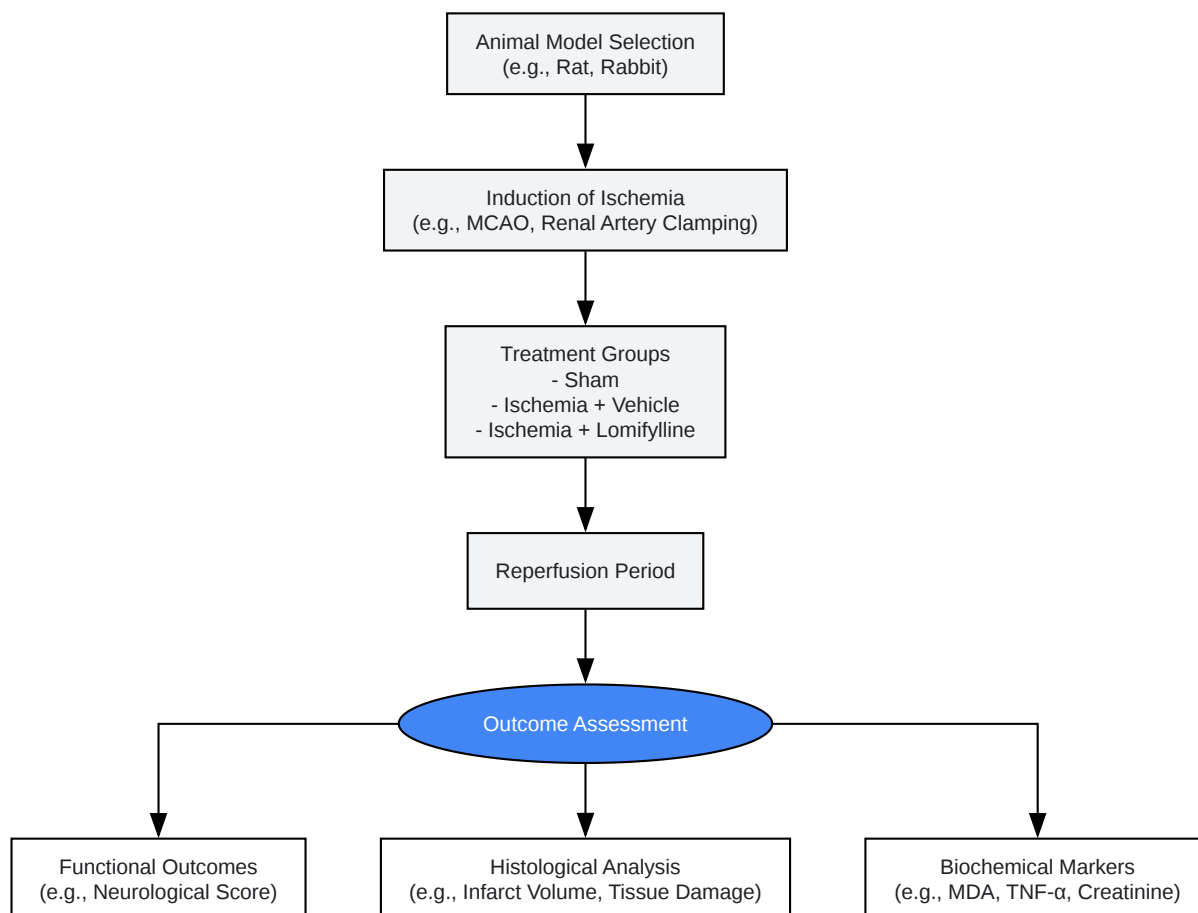 Animal Model Selection
(e.g., Rat, Rabbit)
Induction of Ischemia
(e.g., MCAO, Renal Artery Clamping)
Treatment Groups
- Sham
- Ischemia + Vehicle
- Ischemia + Lomifylline
Reperfusion Period
Outcome Assessment
Functional Outcomes
(e.g., Neurological Score)
Histological Analysis
(e.g., Infarct Volume, Tissue Damage)
Biochemical Markers
(e.g., MDA, TNF-α, Creatinine)